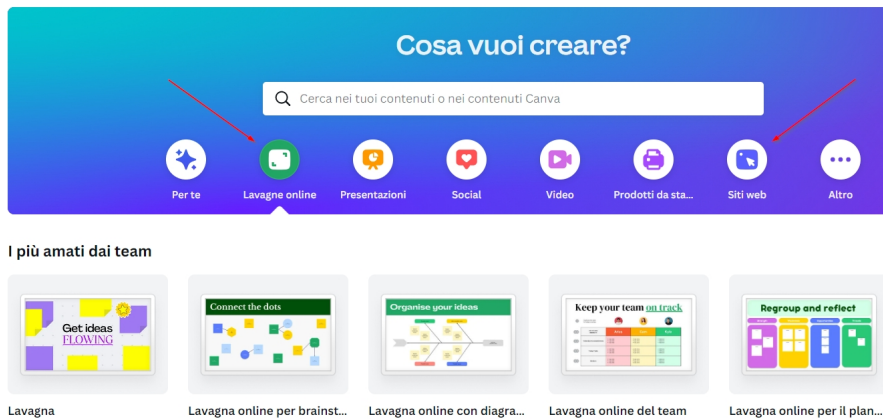 Cosa vuoi creare?
Cerca nei tuoi contenuti o nei contenuti Canva
Per te
Lavagne online
Presentazioni
Social
Video
Prodotti da sta...
Siti web
Altro
I più amati dai team
Get ideas
FLOWING
Connect the dots
Organise your ideas
Keep your team on track
Regroup and reflect
Lavagna
Lavagna online per brainst...
Lavagna online con diagra...
Lavagna online del team
Lavagna online per il plan...